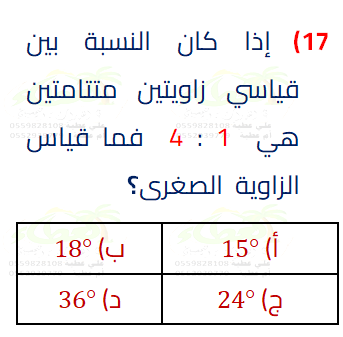 17) إذا كان النسبة بين
قياسي زاويتين متتامتين
هي 1 : 4 فما قياس
الزاوية الصغرى؟
أ) 15°
ب) 18°
ج) 24°
د) 36°